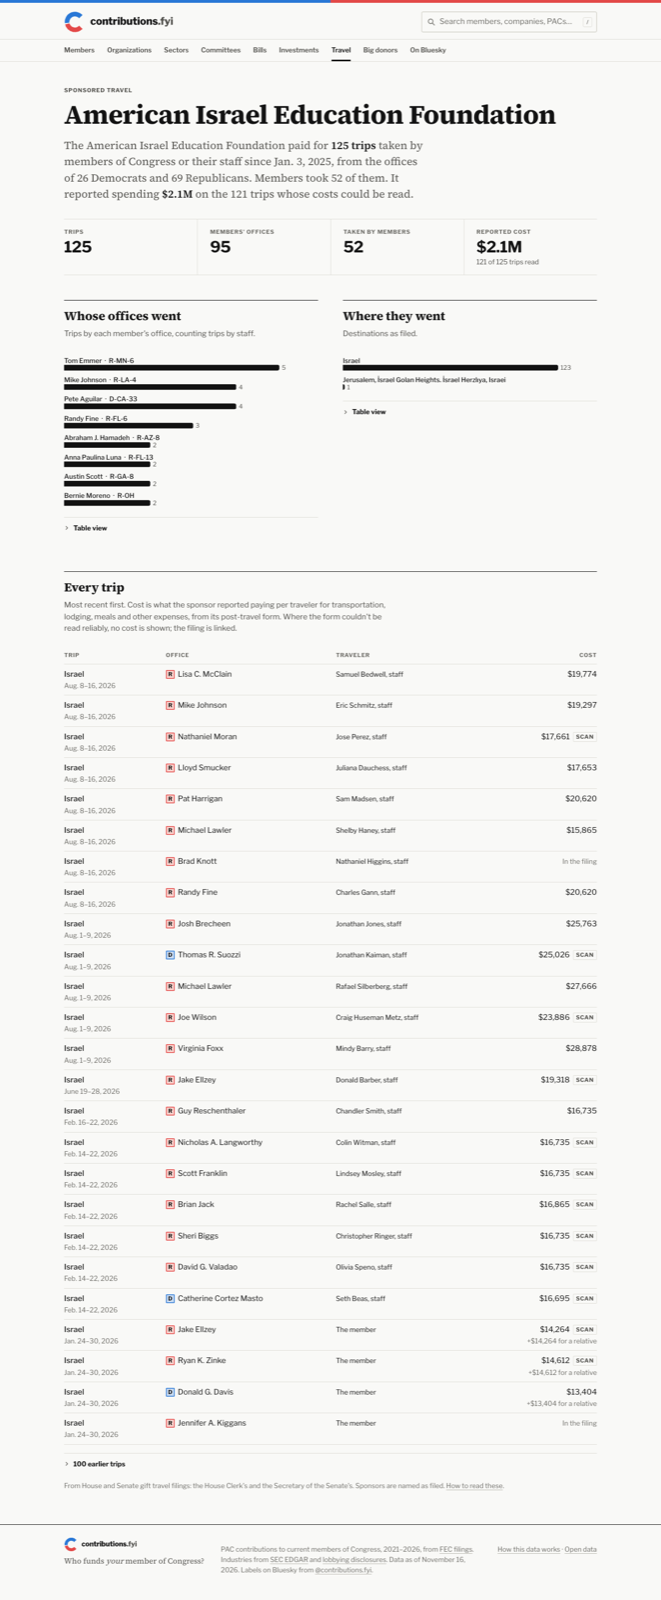 contributions.fyi
Search members, companies, PACs... /
Members Organizations Sectors Committees Bills Investments Travel Big donors On Bluesky
SPONSORED TRAVEL
American Israel Education Foundation
The American Israel Education Foundation paid for 125 trips taken by
members of Congress or their staff since Jan. 3, 2025, from the offices
of 26 Democrats and 69 Republicans. Members took 52 of them. It
reported spending $2.1M on the 121 trips whose costs could be read.
TRIPS
125
MEMBERS' OFFICES
95
TAKEN BY MEMBERS
52
REPORTED COST
$2.1M
121 of 125 trips read
Whose offices went
Trips by each member's office, counting trips by staff.
Tom Emmer · R-MN-6
5
Mike Johnson · R-LA-4
4
Pete Aguilar · D-CA-33
4
Randy Fine · R-FL-6
3
Abraham J. Hamadeh · R-AZ-8
2
Anna Paulina Luna · R-FL-13
2
Austin Scott · R-GA-8
2
Bernie Moreno · R-OH
2
Table view
Where they went
Destinations as filed.
Israel
123
Jerusalem, İsrael Golan Heights. İsrael Herzlıya, Israel
1
Table view
Every trip
Most recent first. Cost is what the sponsor reported paying per traveler for transportation,
lodging, meals and other expenses, from its post-travel form. Where the form couldn't be
read reliably, no cost is shown; the filing is linked.
TRIP OFFICE TRAVELER COST
Israel R Lisa C. McClain Samuel Bedwell, staff $19,774
Aug. 8–16, 2026
Israel R Mike Johnson Eric Schmitz, staff $19,297
Aug. 8–16, 2026
Israel R Nathaniel Moran Jose Perez, staff $17,661 SCAN
Aug. 8–16, 2026
Israel R Lloyd Smucker Juliana Dauchess, staff $17,653
Aug. 8–16, 2026
Israel R Pat Harrigan Sam Madsen, staff $20,620
Aug. 8–16, 2026
Israel R Michael Lawler Shelby Haney, staff $15,865
Aug. 8–16, 2026
Israel R Brad Knott Nathaniel Higgins, staff In the filing
Aug. 8–16, 2026
Israel R Randy Fine Charles Gann, staff $20,620
Aug. 8–16, 2026
Israel R Josh Brecheen Jonathan Jones, staff $25,763
Aug. 1–9, 2026
Israel D Thomas R. Suozzi Jonathan Kaiman, staff $25,026 SCAN
Aug. 1–9, 2026
Israel R Michael Lawler Rafael Silberberg, staff $27,666
Aug. 1–9, 2026
Israel R Joe Wilson Craig Huseman Metz, staff $23,886 SCAN
Aug. 1–9, 2026
Israel R Virginia Foxx Mindy Barry, staff $28,878
Aug. 1–9, 2026
Israel R Jake Ellzey Donald Barber, staff $19,318 SCAN
June 19–28, 2026
Israel R Guy Reschenthaler Chandler Smith, staff $16,735
Feb. 16–22, 2026
Israel R Nicholas A. Langworthy Colin Witman, staff $16,735 SCAN
Feb. 14–22, 2026
Israel R Scott Franklin Lindsey Mosley, staff $16,735 SCAN
Feb. 14–22, 2026
Israel R Brian Jack Rachel Salle, staff $16,865 SCAN
Feb. 14–22, 2026
Israel R Sheri Biggs Christopher Ringer, staff $16,735 SCAN
Feb. 14–22, 2026
Israel R David G. Valadao Olivia Speno, staff $16,735 SCAN
Feb. 14–22, 2026
Israel D Catherine Cortez Masto Seth Beas, staff $16,695 SCAN
Feb. 14–22, 2026
Israel R Jake Ellzey The member $14,264 SCAN
Jan. 24–30, 2026 +$14,264 for a relative
Israel R Ryan K. Zinke The member $14,612 SCAN
Jan. 24–30, 2026 +$14,612 for a relative
Israel D Donald G. Davis The member $13,404
Jan. 24–30, 2026 +$13,404 for a relative
Israel R Jennifer A. Kiggans The member In the filing
Jan. 24–30, 2026
100 earlier trips
From House and Senate gift travel filings: the House Clerk's and the Secretary of the Senate's. Sponsors are named as filed. How to read these.
contributions.fyi
Who funds your member of Congress?
PAC contributions to current members of Congress, 2021–2026, from FEC filings.
Industries from SEC EDGAR and lobbying disclosures. Data as of November 16,
2026. Labels on Bluesky from @contributions.fyi.
How this data works · Open data